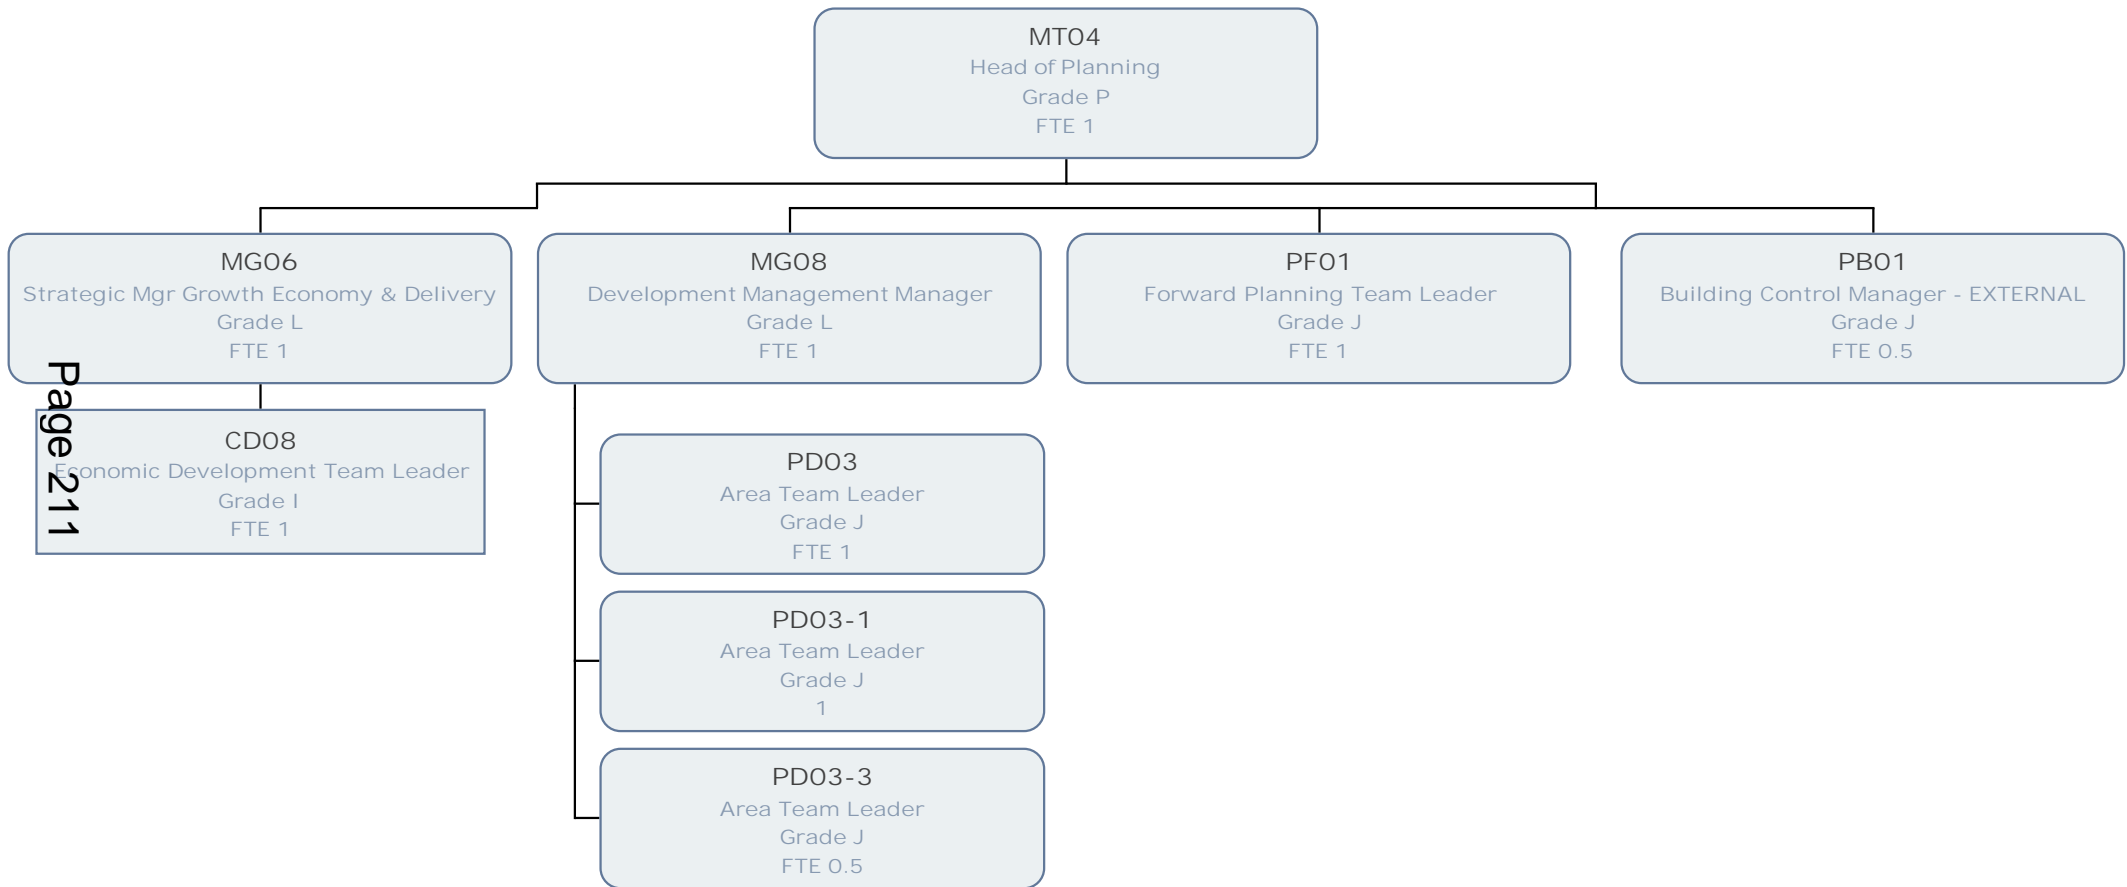 MT04
Head of Planning
Grade P
FTE 1
MG06
Strategic Mgr Growth Economy & Delivery
Grade L
FTE 1
MG08
Development Management Manager
Grade L
FTE 1
PF01
Forward Planning Team Leader
Grade J
FTE 1
PB01
Building Control Manager - EXTERNAL
Grade J
FTE 0.5
CD08
Economic Development Team Leader
Grade I
FTE 1
PD03
Area Team Leader
Grade J
FTE 1
PD03-1
Area Team Leader
Grade J
1
PD03-3
Area Team Leader
Grade J
FTE 0.5
Page 211